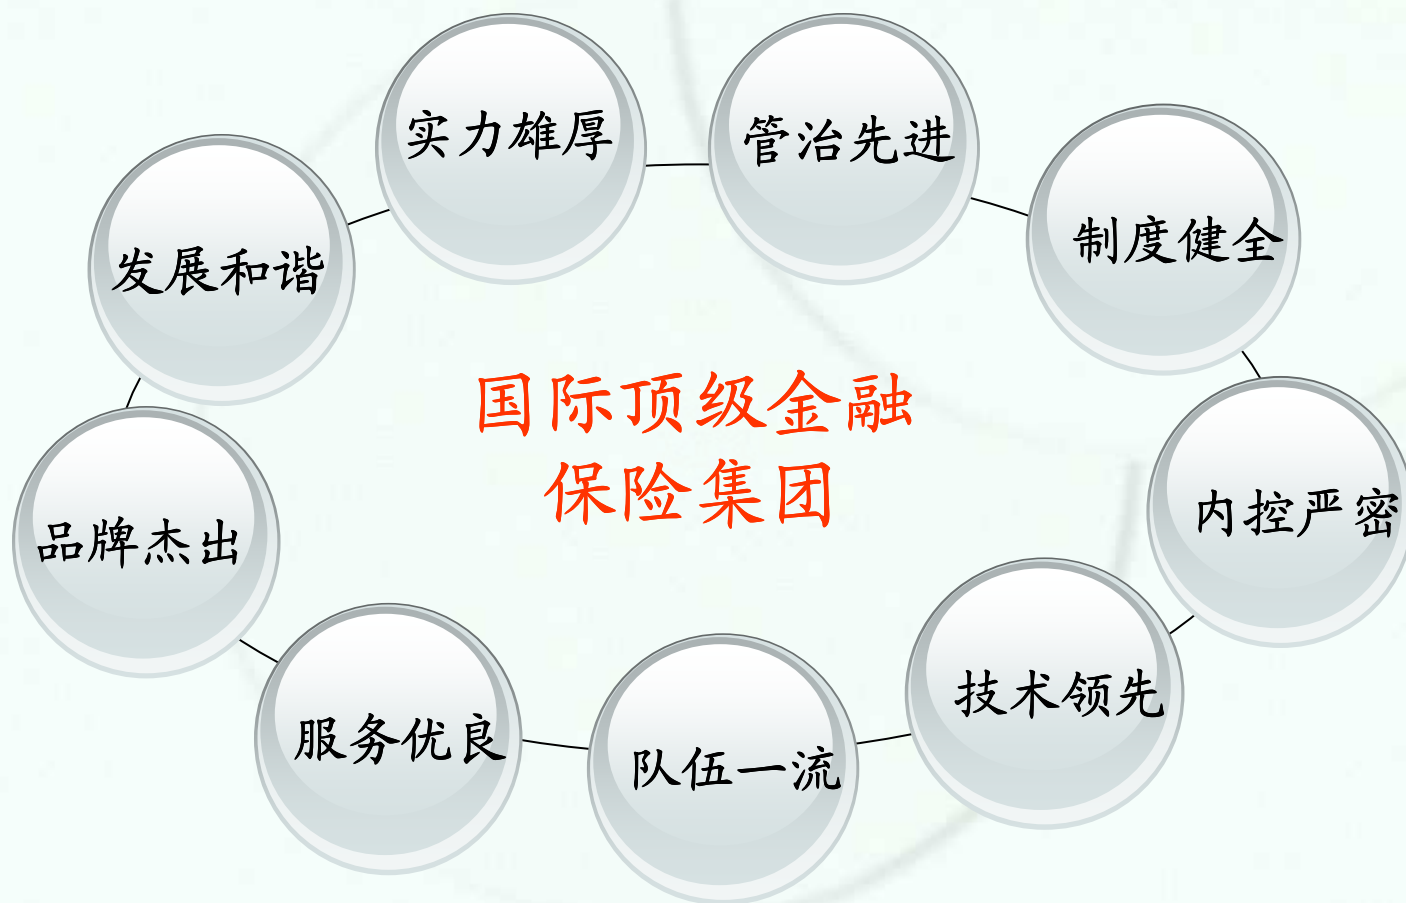 实力雄厚
管治先进
制度健全
发展和谐
国际顶级金融
保险集团
内控严密
品牌杰出
技术领先
服务优良
队伍一流